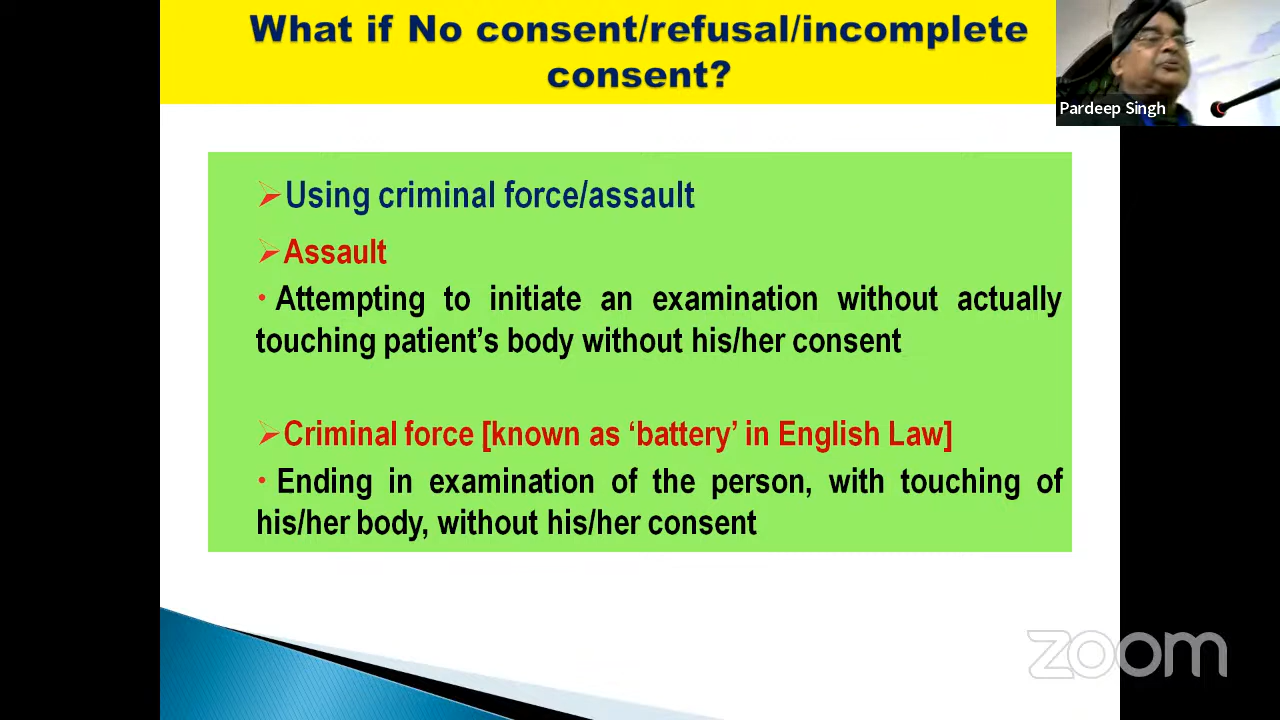 What if No consent/refusal/incomplete
consent?
Pardeep Singh
➢Using criminal force/assault
➢Assault
• Attempting to initiate an examination without actually
touching patient's body without his/her consent
➢Criminal force [known as 'battery' in English Law]
• Ending in examination of the person, with touching of
his/her body, without his/her consent
zoom